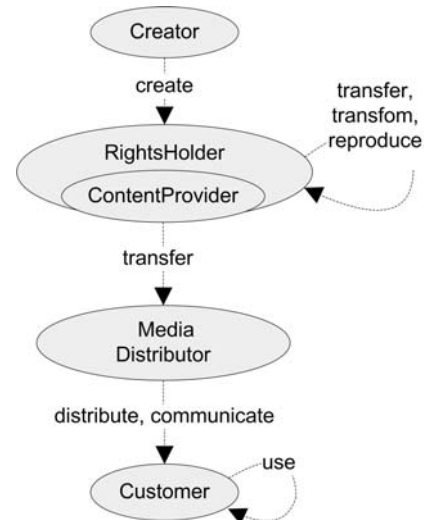 Creator
create
transfer,
transfom,
reproduce
RightsHolder
ContentProvider
transfer
Media
Distributor
distribute, communicate
use
Customer